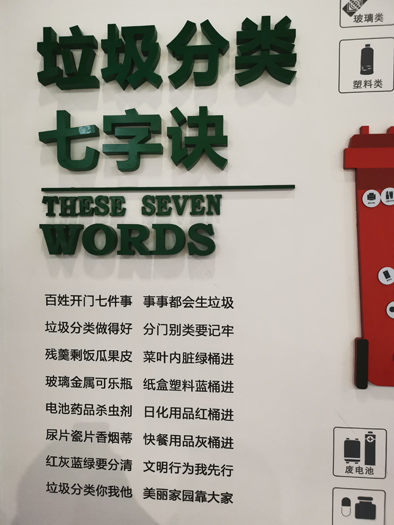 垃圾分类
七字诀
THESE SEVEN
WORDS
百姓开门七件事 事事都会生垃圾
垃圾分类做得好 分门别类要记牢
残羹剩饭瓜果皮 菜叶内脏绿桶进
玻璃金属可乐瓶 纸盒塑料蓝桶进
电池药品杀虫剂 日化用品红桶进
尿片瓷片香烟蒂 快餐用品灰桶进
红灰蓝绿要分清 文明行为我先行
垃圾分类你我他 美丽家园靠大家
玻璃类
塑料类
废电池